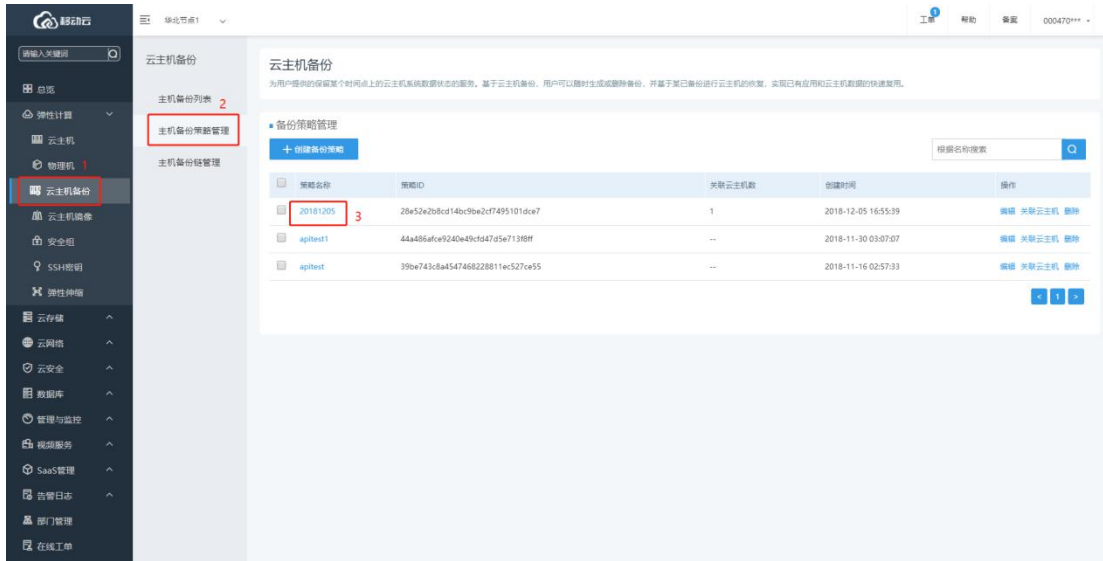 移动云
华北节点1
工单
1
帮助
备案
000470***
请输入关键词
总览
弹性计算
云主机
物理机
1
云主机备份
云主机镜像
安全组
SSH密钥
弹性伸缩
云存储
云网络
云安全
数据库
管理与监控
视频服务
SaaS管理
告警日志
部门管理
在线工单
云主机备份
主机备份列表
2
主机备份策略管理
主机备份链管理
云主机备份
为用户提供的保留某个时间点上的云主机系统数据状态的服务。基于云主机备份，用户可以随时生成或删除备份，并基于某已备份进行云主机的恢复，实现已有应用和云主机数据的快速复用。
备份策略管理
创建备份策略
根据名称搜索
策略名称 策略ID 关联云主机数 创建时间 操作
20181205 3 28e52e2b8cd14bc9be2cf7495101dce7 1 2018-12-05 16:55:39 编辑 关联云主机 删除
apitest1 44a486afce9240e49cfd47d5e713f8ff -- 2018-11-30 03:07:07 编辑 关联云主机 删除
apitest 39be743c8a4547468228811ec527ce55 -- 2018-11-16 02:57:33 编辑 关联云主机 删除
< 1 >